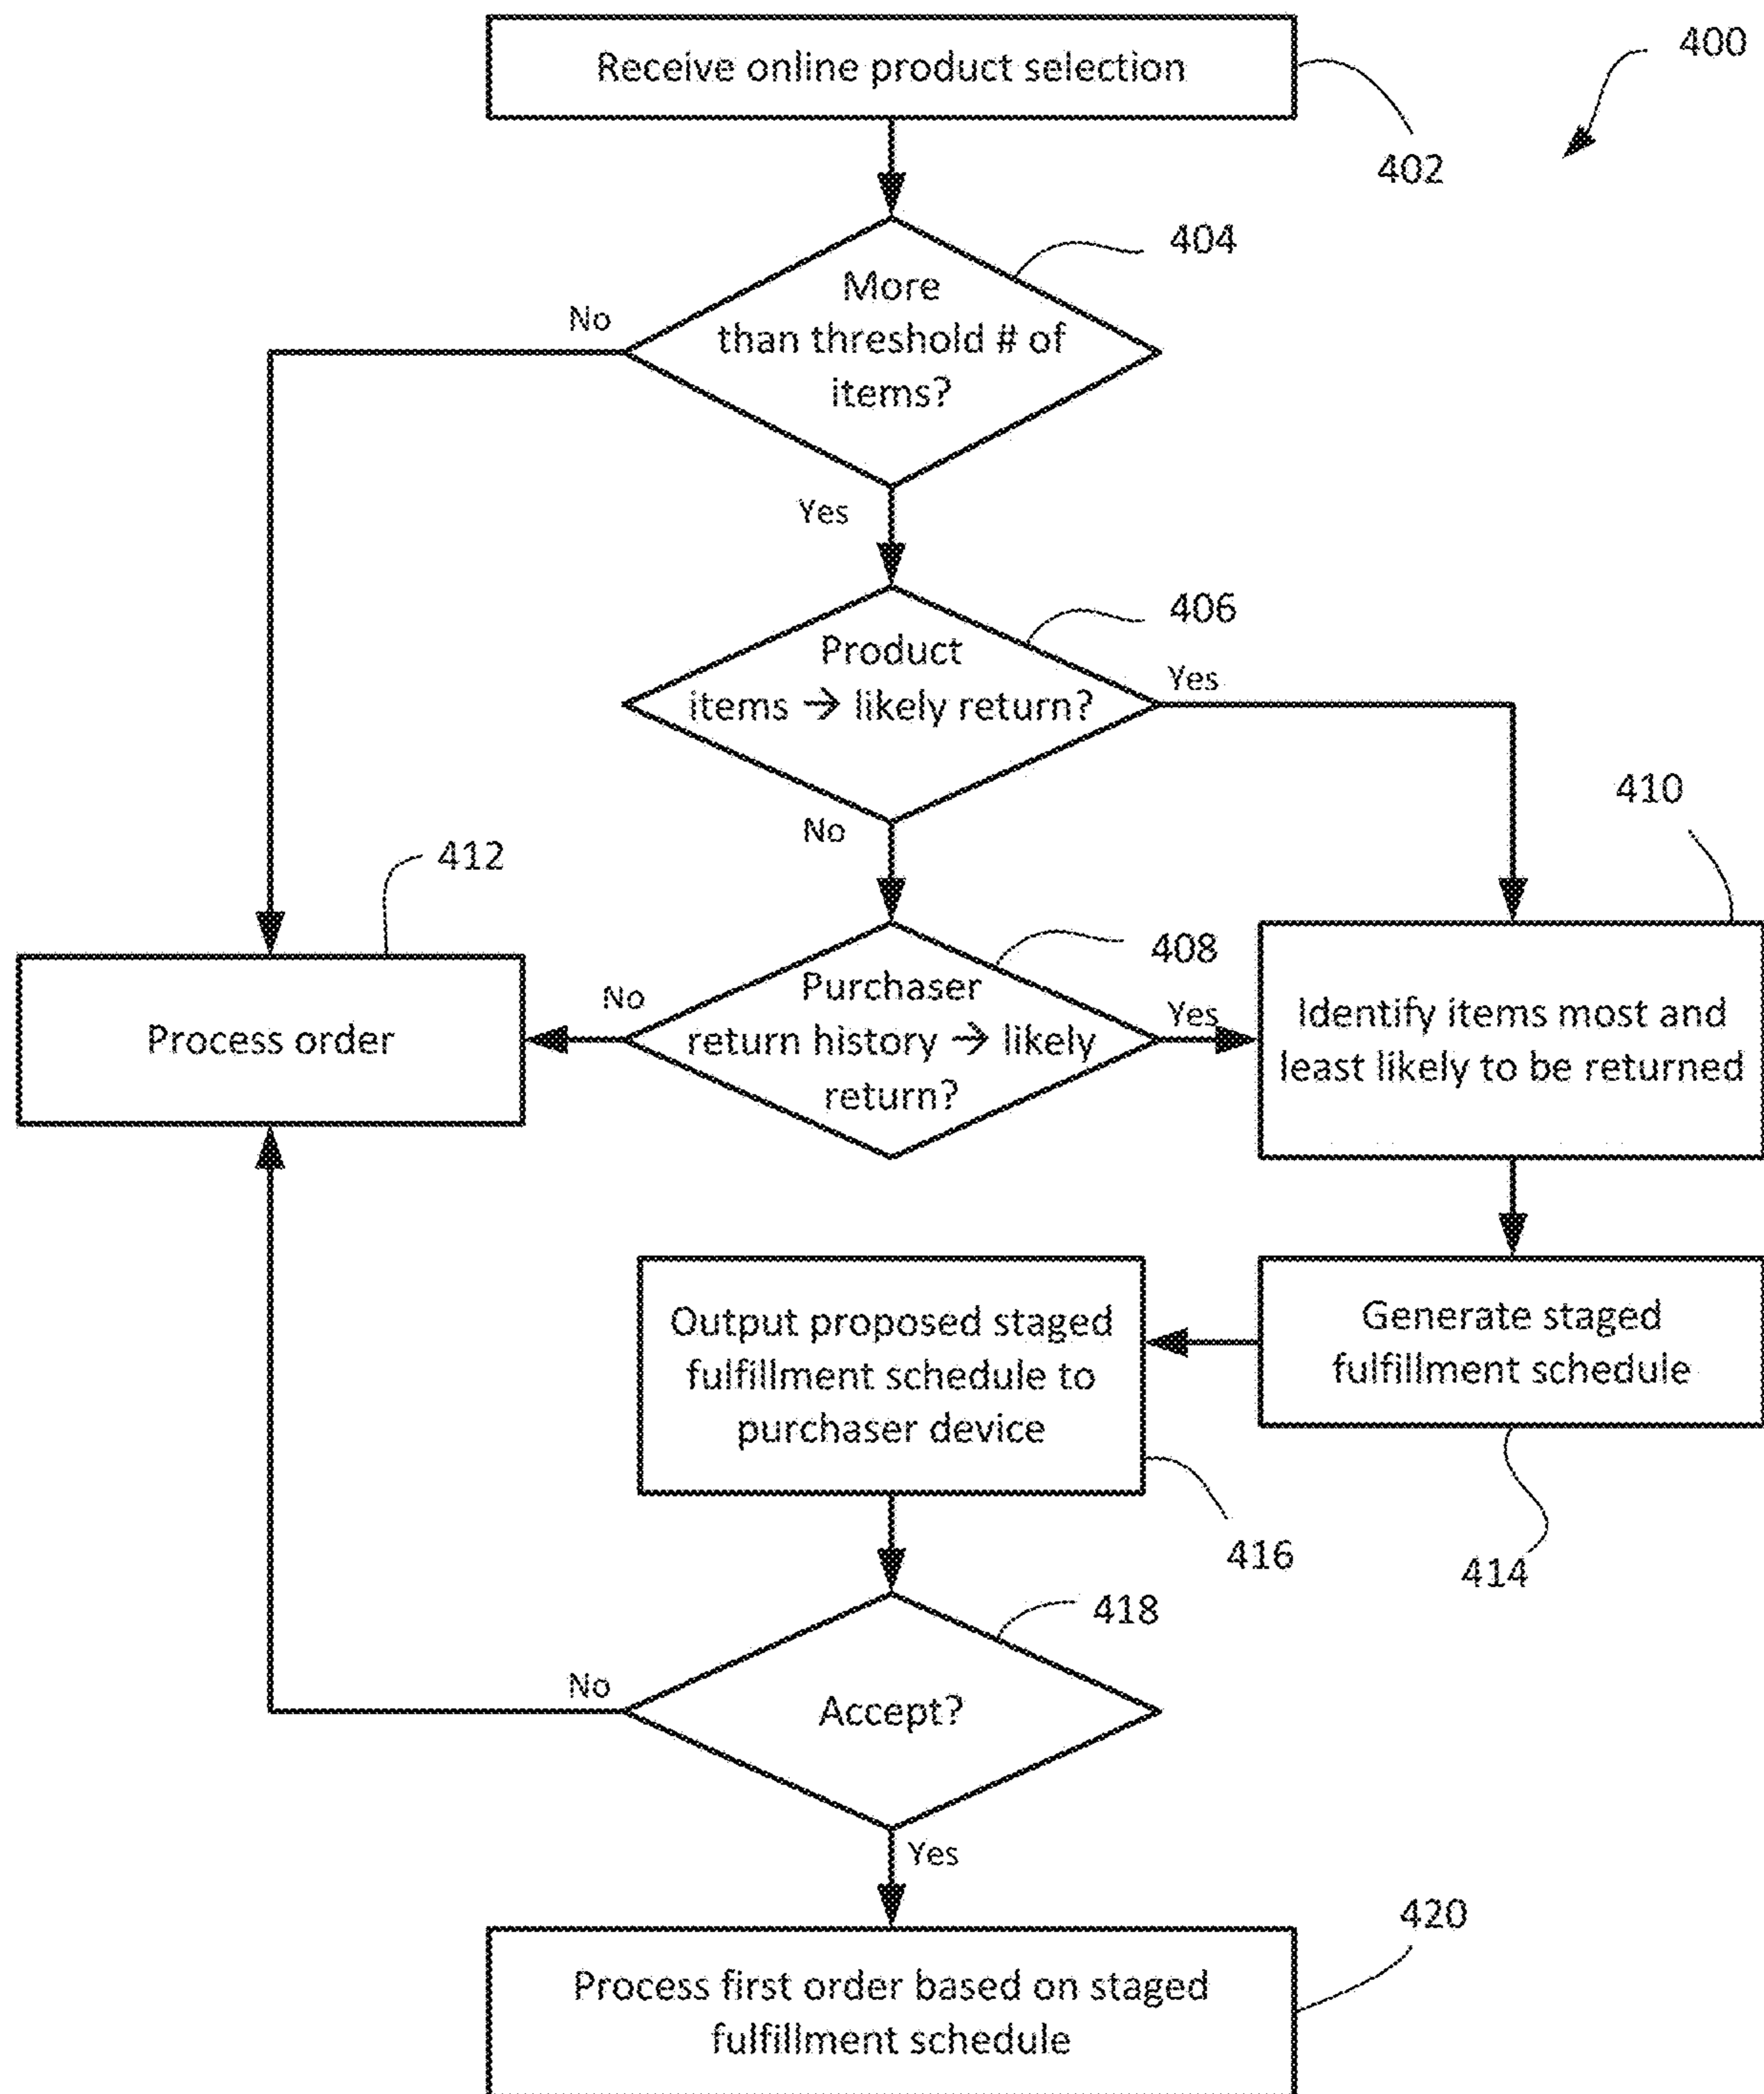 Receive online product selection
400
402
404
More
than threshold # of
items?
No
Yes
406
Product
items → likely return?
Yes
No
410
412
408
Process order
No
Purchaser
return history → likely
return?
Yes
Identify items most and
least likely to be returned
Output proposed staged
fulfillment schedule to
purchaser device
Generate staged
fulfillment schedule
416
414
418
No
Accept?
Yes
420
Process first order based on staged
fulfillment schedule